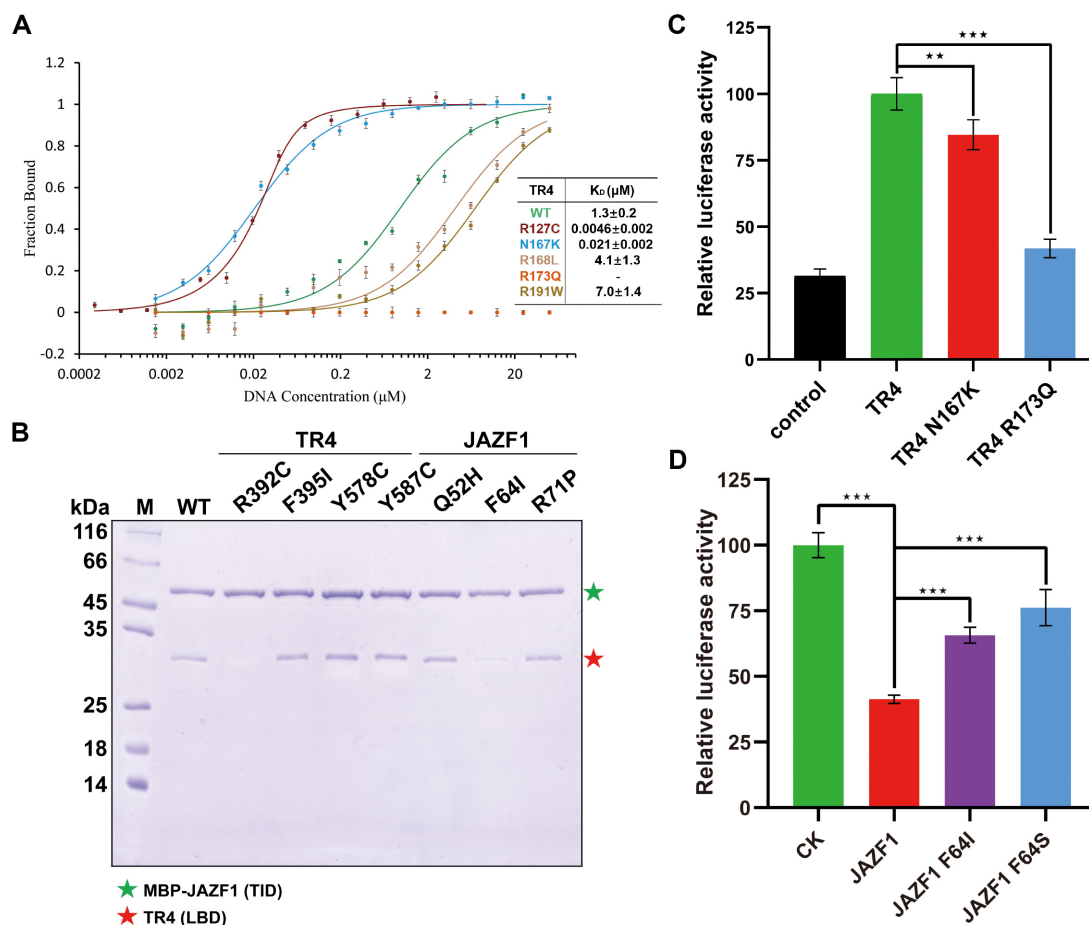 A
Fraction Bound
1.2
1
0.8
0.6
0.4
0.2
0
-0.2
0.0002 0.002 0.02 0.2 2 20
DNA Concentration (μM)
TR4 KD (μM)
WT 1.3±0.2
R127C 0.0046±0.002
N167K 0.021±0.002
R168L 4.1±1.3
R173Q -
R191W 7.0±1.4
B
TR4 JAZF1
kDa M WT R392C F395I Y578C Y587C Q52H F64I R71P
116
66
45
35
25
18
14
★ MBP-JAZF1 (TID)
★ TR4 (LBD)
C
Relative luciferase activity
125
100
75
50
25
0
★★★
★★
control TR4 TR4 N167K TR4 R173Q
D
Relative luciferase activity
125
100
75
50
25
0
★★★
★★★
★★★
CK JAZF1 JAZF1 F64I JAZF1 F64S